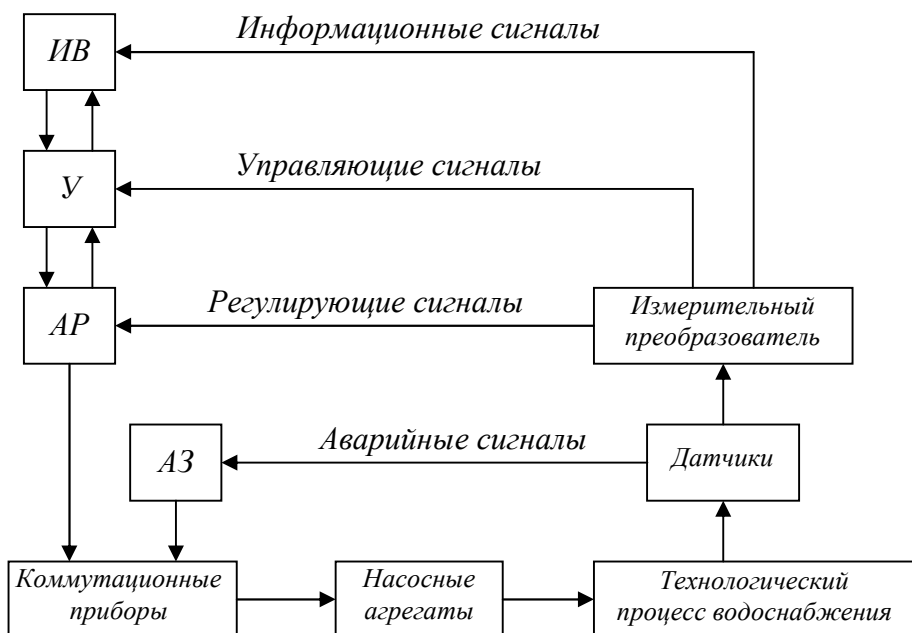 Информационные сигналы
ИВ
Управляющие сигналы
У
Регулирующие сигналы
АР
Измерительный
преобразователь
Аварийные сигналы
АЗ
Датчики
Коммутационные
приборы
Насосные
агрегаты
Технологический
процесс водоснабжения